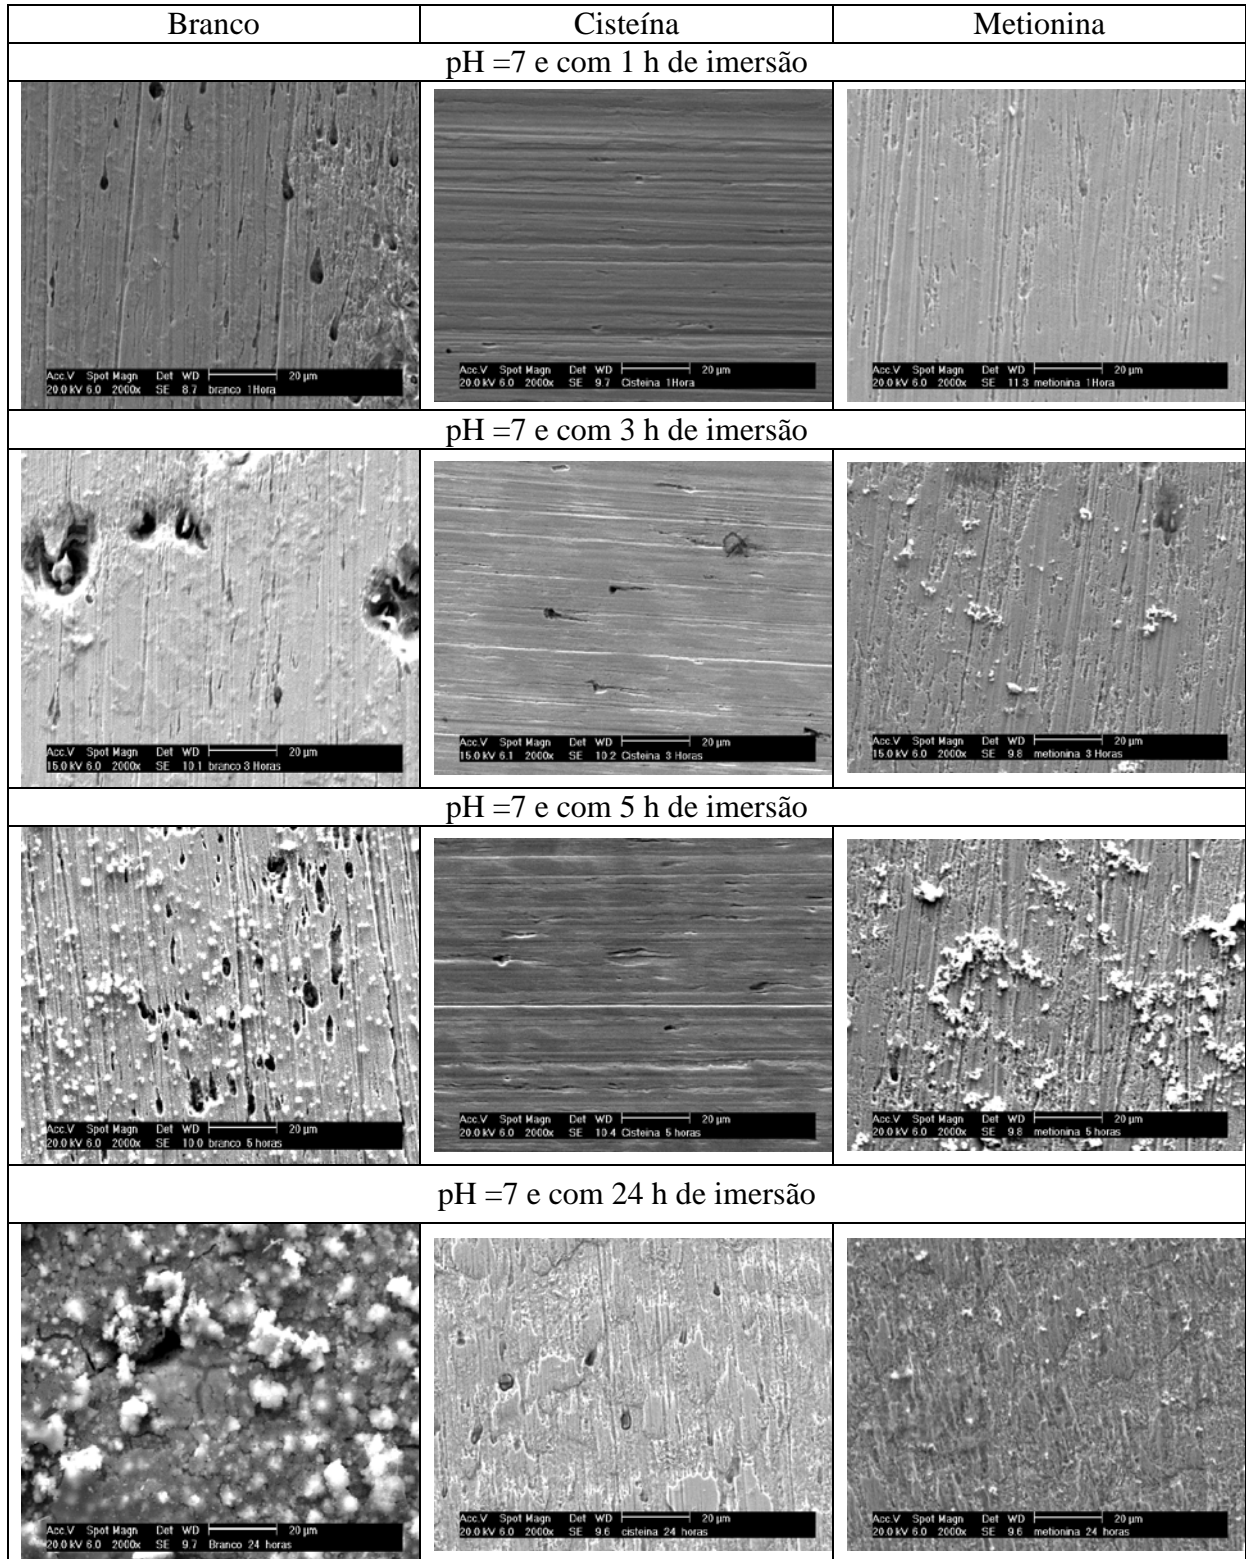 Branco Cisteína Metionina
pH =7 e com 1 h de imersão
Acc.V Spot Magn Det WD 20 µm
20.0 kV 6.0 2000x SE 8.7 branco 1Hora
Acc.V Spot Magn Det WD 20 µm
20.0 kV 6.0 2000x SE 9.7 Cisteina 1Hora
Acc.V Spot Magn Det WD 20 µm
20.0 kV 6.0 2000x SE 11.3 metionina 1Hora
pH =7 e com 3 h de imersão
Acc.V Spot Magn Det WD 20 µm
15.0 kV 6.0 2000x SE 10.1 branco 3 Horas
Acc.V Spot Magn Det WD 20 µm
15.0 kV 6.1 2000x SE 10.2 Cisteina 3 Horas
Acc.V Spot Magn Det WD 20 µm
15.0 kV 6.0 2000x SE 9.8 metionina 3 Horas
pH =7 e com 5 h de imersão
Acc.V Spot Magn Det WD 20 µm
20.0 kV 6.0 2000x SE 10.0 branco 5 horas
Acc.V Spot Magn Det WD 20 µm
20.0 kV 6.0 2000x SE 10.4 Cisteina 5 horas
Acc.V Spot Magn Det WD 20 µm
20.0 kV 6.0 2000x SE 9.8 metionina 5 horas
pH =7 e com 24 h de imersão
Acc.V Spot Magn Det WD 20 µm
20.0 kV 6.0 2000x SE 9.7 Branco 24 horas
Acc.V Spot Magn Det WD 20 µm
20.0 kV 6.0 2000x SE 9.6 cisteina 24 horas
Acc.V Spot Magn Det WD 20 µm
20.0 kV 6.0 2000x SE 9.6 metionina 24 horas